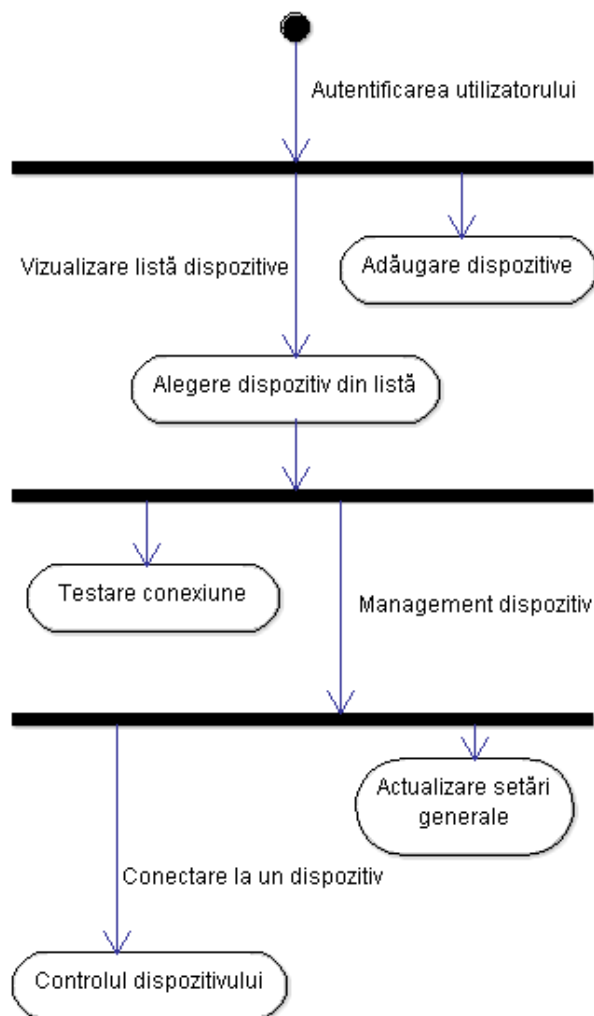 Autentificarea utilizatorului
Vizualizare listă dispozitive
Adăugare dispozitive
Alegere dispozitiv din listă
Testare conexiune
Management dispozitiv
Actualizare setări
generale
Conectare la un dispozitiv
Controlul dispozitivului